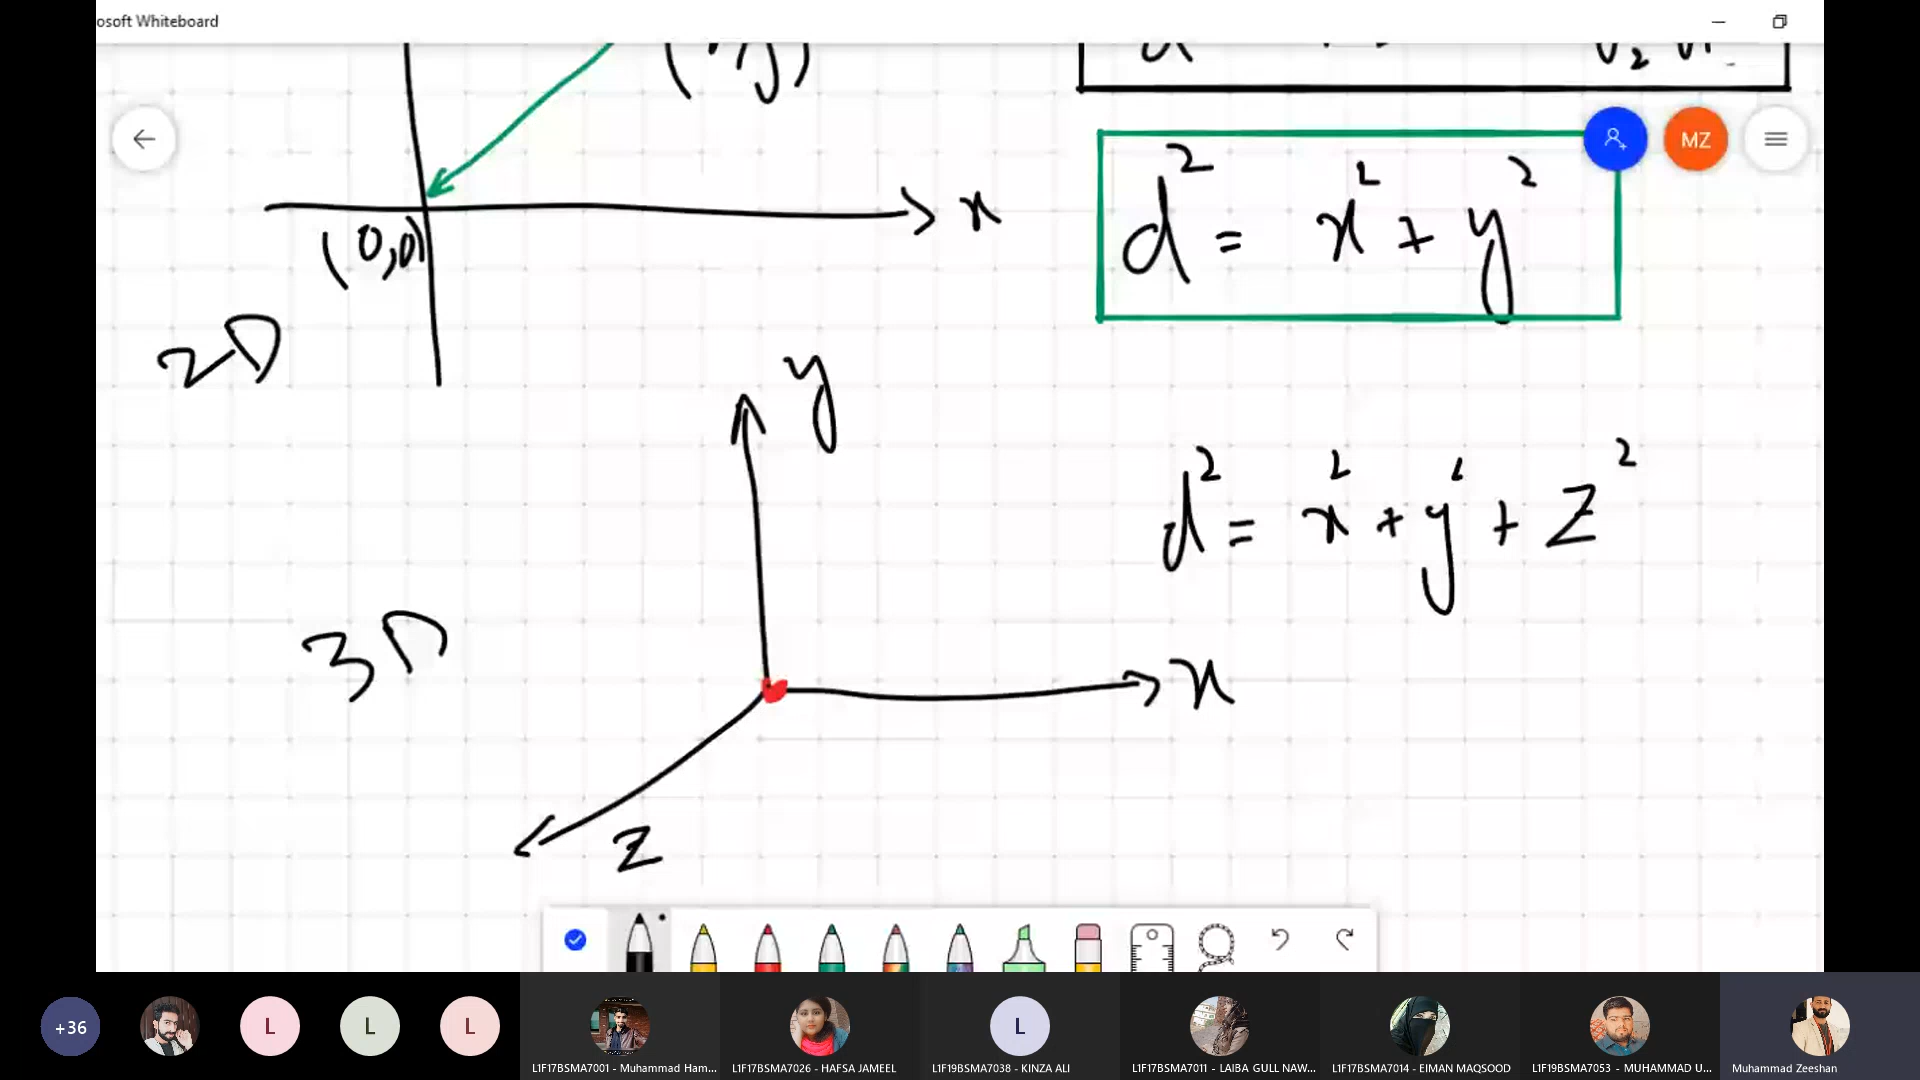 osoft Whiteboard
MZ
d² = x² + y²
x
(0,0)
2D
y
d² = x² + y² + z²
3D
x
z
+36
L
L
L
L
L1F17BSMA7001 - Muhammad Ham...
L1F17BSMA7026 - HAFSA JAMEEL
L1F19BSMA7038 - KINZA ALI
L1F17BSMA7011 - LAIBA GULL NAW...
L1F17BSMA7014 - EIMAN MAQSOOD
L1F19BSMA7053 - MUHAMMAD U...
Muhammad Zeeshan